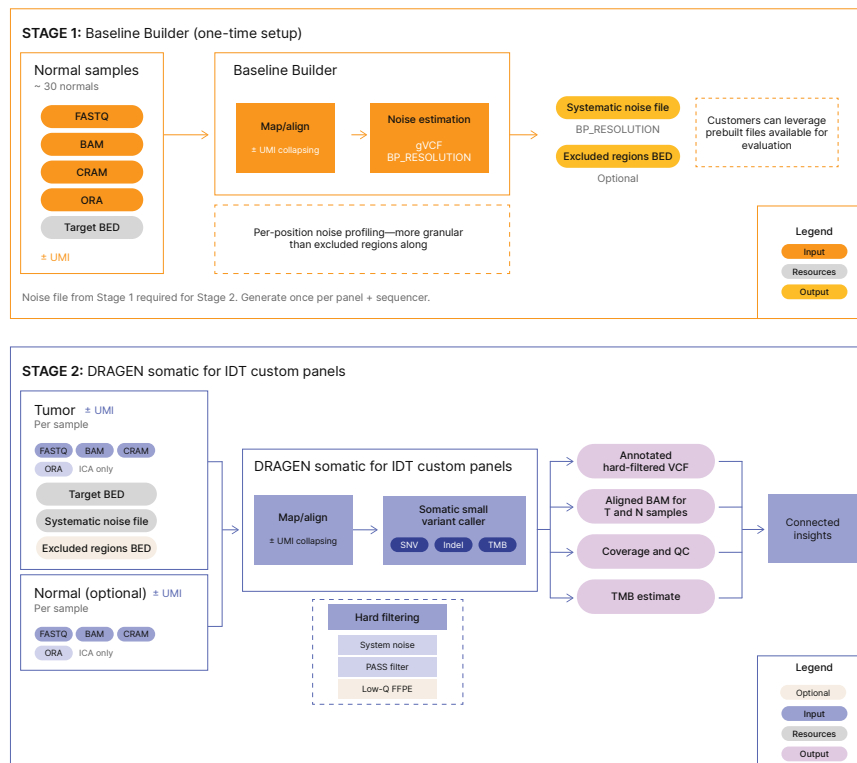 STAGE 1: Baseline Builder (one-time setup)
Normal samples
~ 30 normals
FASTQ
BAM
CRAM
ORA
Target BED
± UMI
Baseline Builder
Map/align
± UMI collapsing
Noise estimation
gVCF
BP_RESOLUTION
Per-position noise profiling—more granular
than excluded regions along
Systematic noise file
BP_RESOLUTION
Excluded regions BED
Optional
Customers can leverage
prebuilt files available for
evaluation
Legend
Input
Resources
Output
Noise file from Stage 1 required for Stage 2. Generate once per panel + sequencer.
STAGE 2: DRAGEN somatic for IDT custom panels
Tumor ± UMI
Per sample
FASTQ BAM CRAM
ORA ICA only
Target BED
Systematic noise file
Excluded regions BED
Normal (optional) ± UMI
Per sample
FASTQ BAM CRAM
ORA ICA only
DRAGEN somatic for IDT custom panels
Map/align
± UMI collapsing
Somatic small
variant caller
SNV Indel TMB
Hard filtering
System noise
PASS filter
Low-Q FFPE
Annotated
hard-filtered VCF
Aligned BAM for
T and N samples
Coverage and QC
TMB estimate
Connected
insights
Legend
Optional
Input
Resources
Output